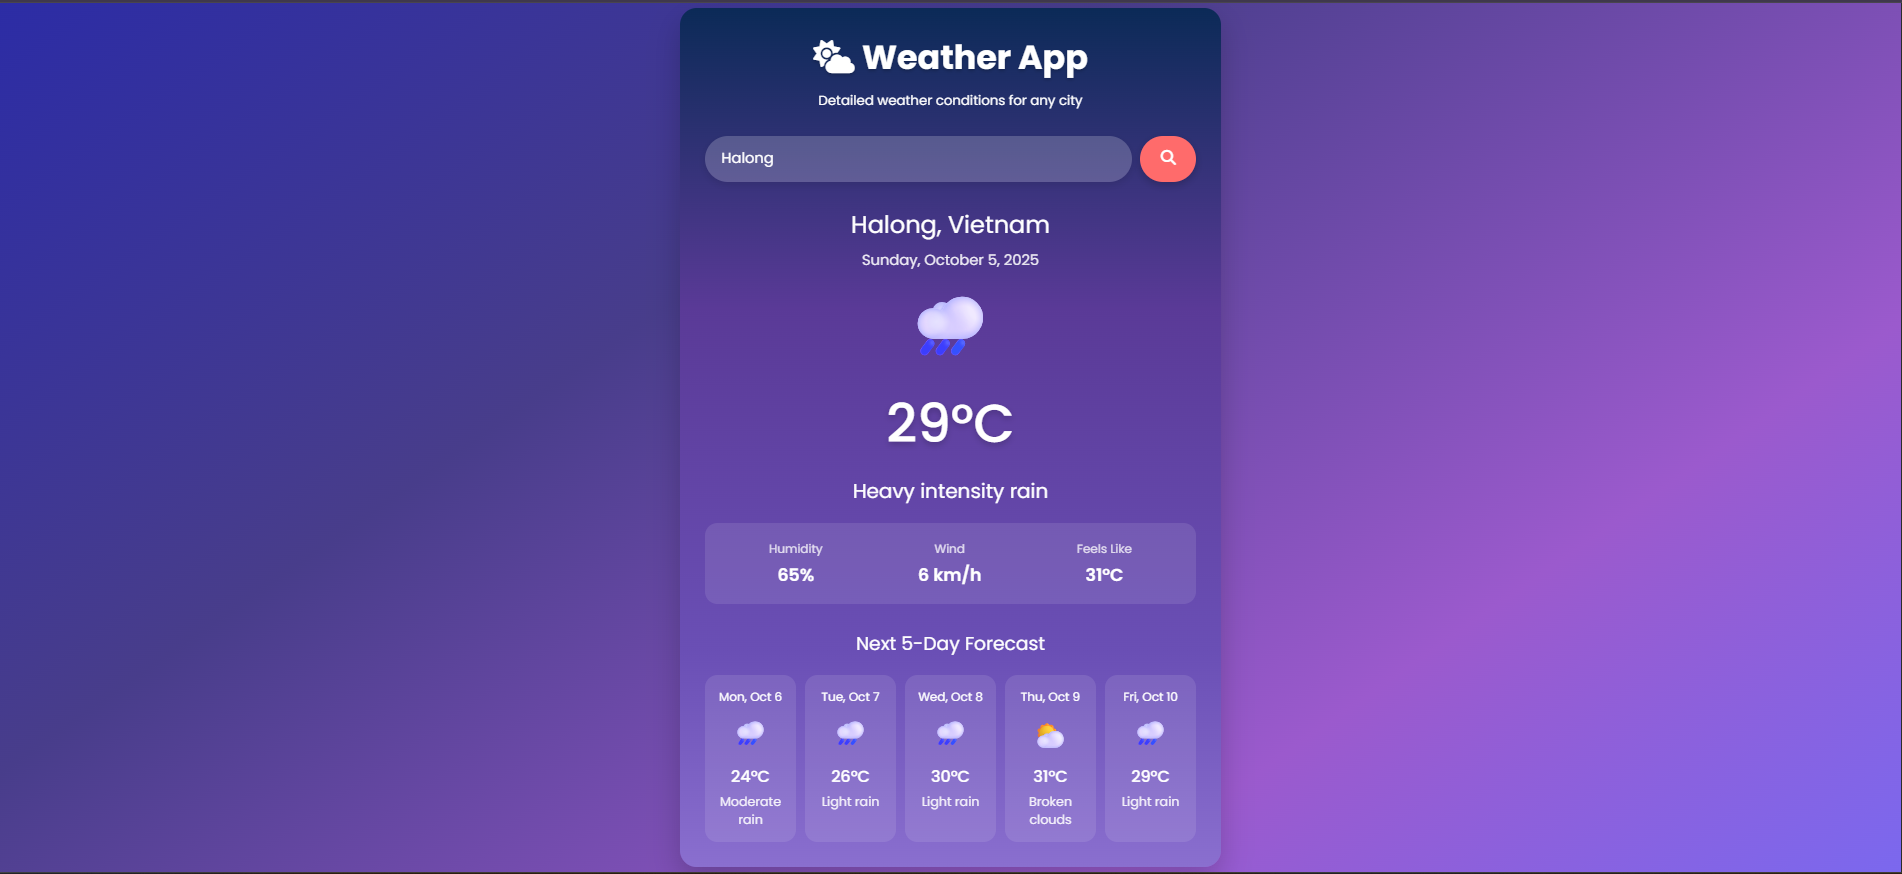 Weather App
Detailed weather conditions for any city
Halong
Halong, Vietnam
Sunday, October 5, 2025
29°C
Heavy intensity rain
Humidity Wind Feels Like
65% 6 km/h 31°C
Next 5-Day Forecast
Mon, Oct 6
24°C
Moderate
rain
Tue, Oct 7
26°C
Light rain
Wed, Oct 8
30°C
Light rain
Thu, Oct 9
31°C
Broken
clouds
Fri, Oct 10
29°C
Light rain